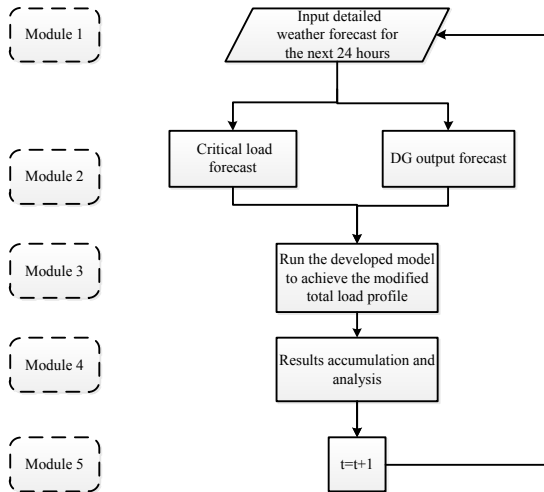 Module 1
Input detailed
weather forecast for
the next 24 hours
Module 2
Critical load
forecast
DG output forecast
Module 3
Run the developed model
to achieve the modified
total load profile
Module 4
Results accumulation and
analysis
Module 5
t=t+1